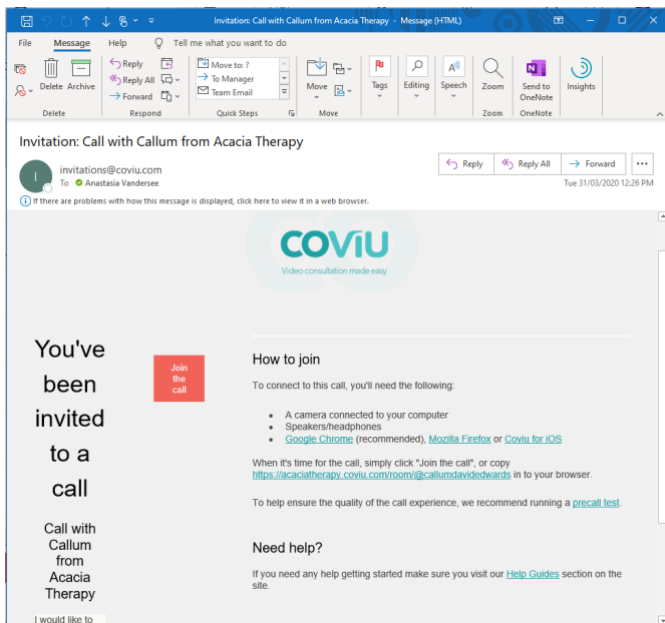 Invitation: Call with Callum from Acacia Therapy - Message (HTML)
File Message Help Tell me what you want to do
Delete Archive
Reply
Reply All
Forward
Move to: ?
To Manager
Team Email
Move
Tags
Editing
Speech
Zoom
Send to
OneNote
Insights
Delete Respond Quick Steps Move Zoom OneNote
Invitation: Call with Callum from Acacia Therapy
I
invitations@coviu.com
To Anastasia Vandersee
Reply Reply All Forward
Tue 31/03/2020 12:26 PM
If there are problems with how this message is displayed, click here to view it in a web browser.
COVIU
Video consultation made easy
You've
been
invited
to a
call
Call with
Callum
from
Acacia
Therapy
I would like to
Join
the
call
How to join
To connect to this call, you'll need the following:
A camera connected to your computer
Speakers/headphones
Google Chrome (recommended), Mozilla Firefox or Coviu for iOS
When it's time for the call, simply click "Join the call", or copy
https://acaciatherapy.coviu.com/room/@callumdavidedwards in to your browser.
To help ensure the quality of the call experience, we recommend running a precall test.
Need help?
If you need any help getting started make sure you visit our Help Guides section on the
site.